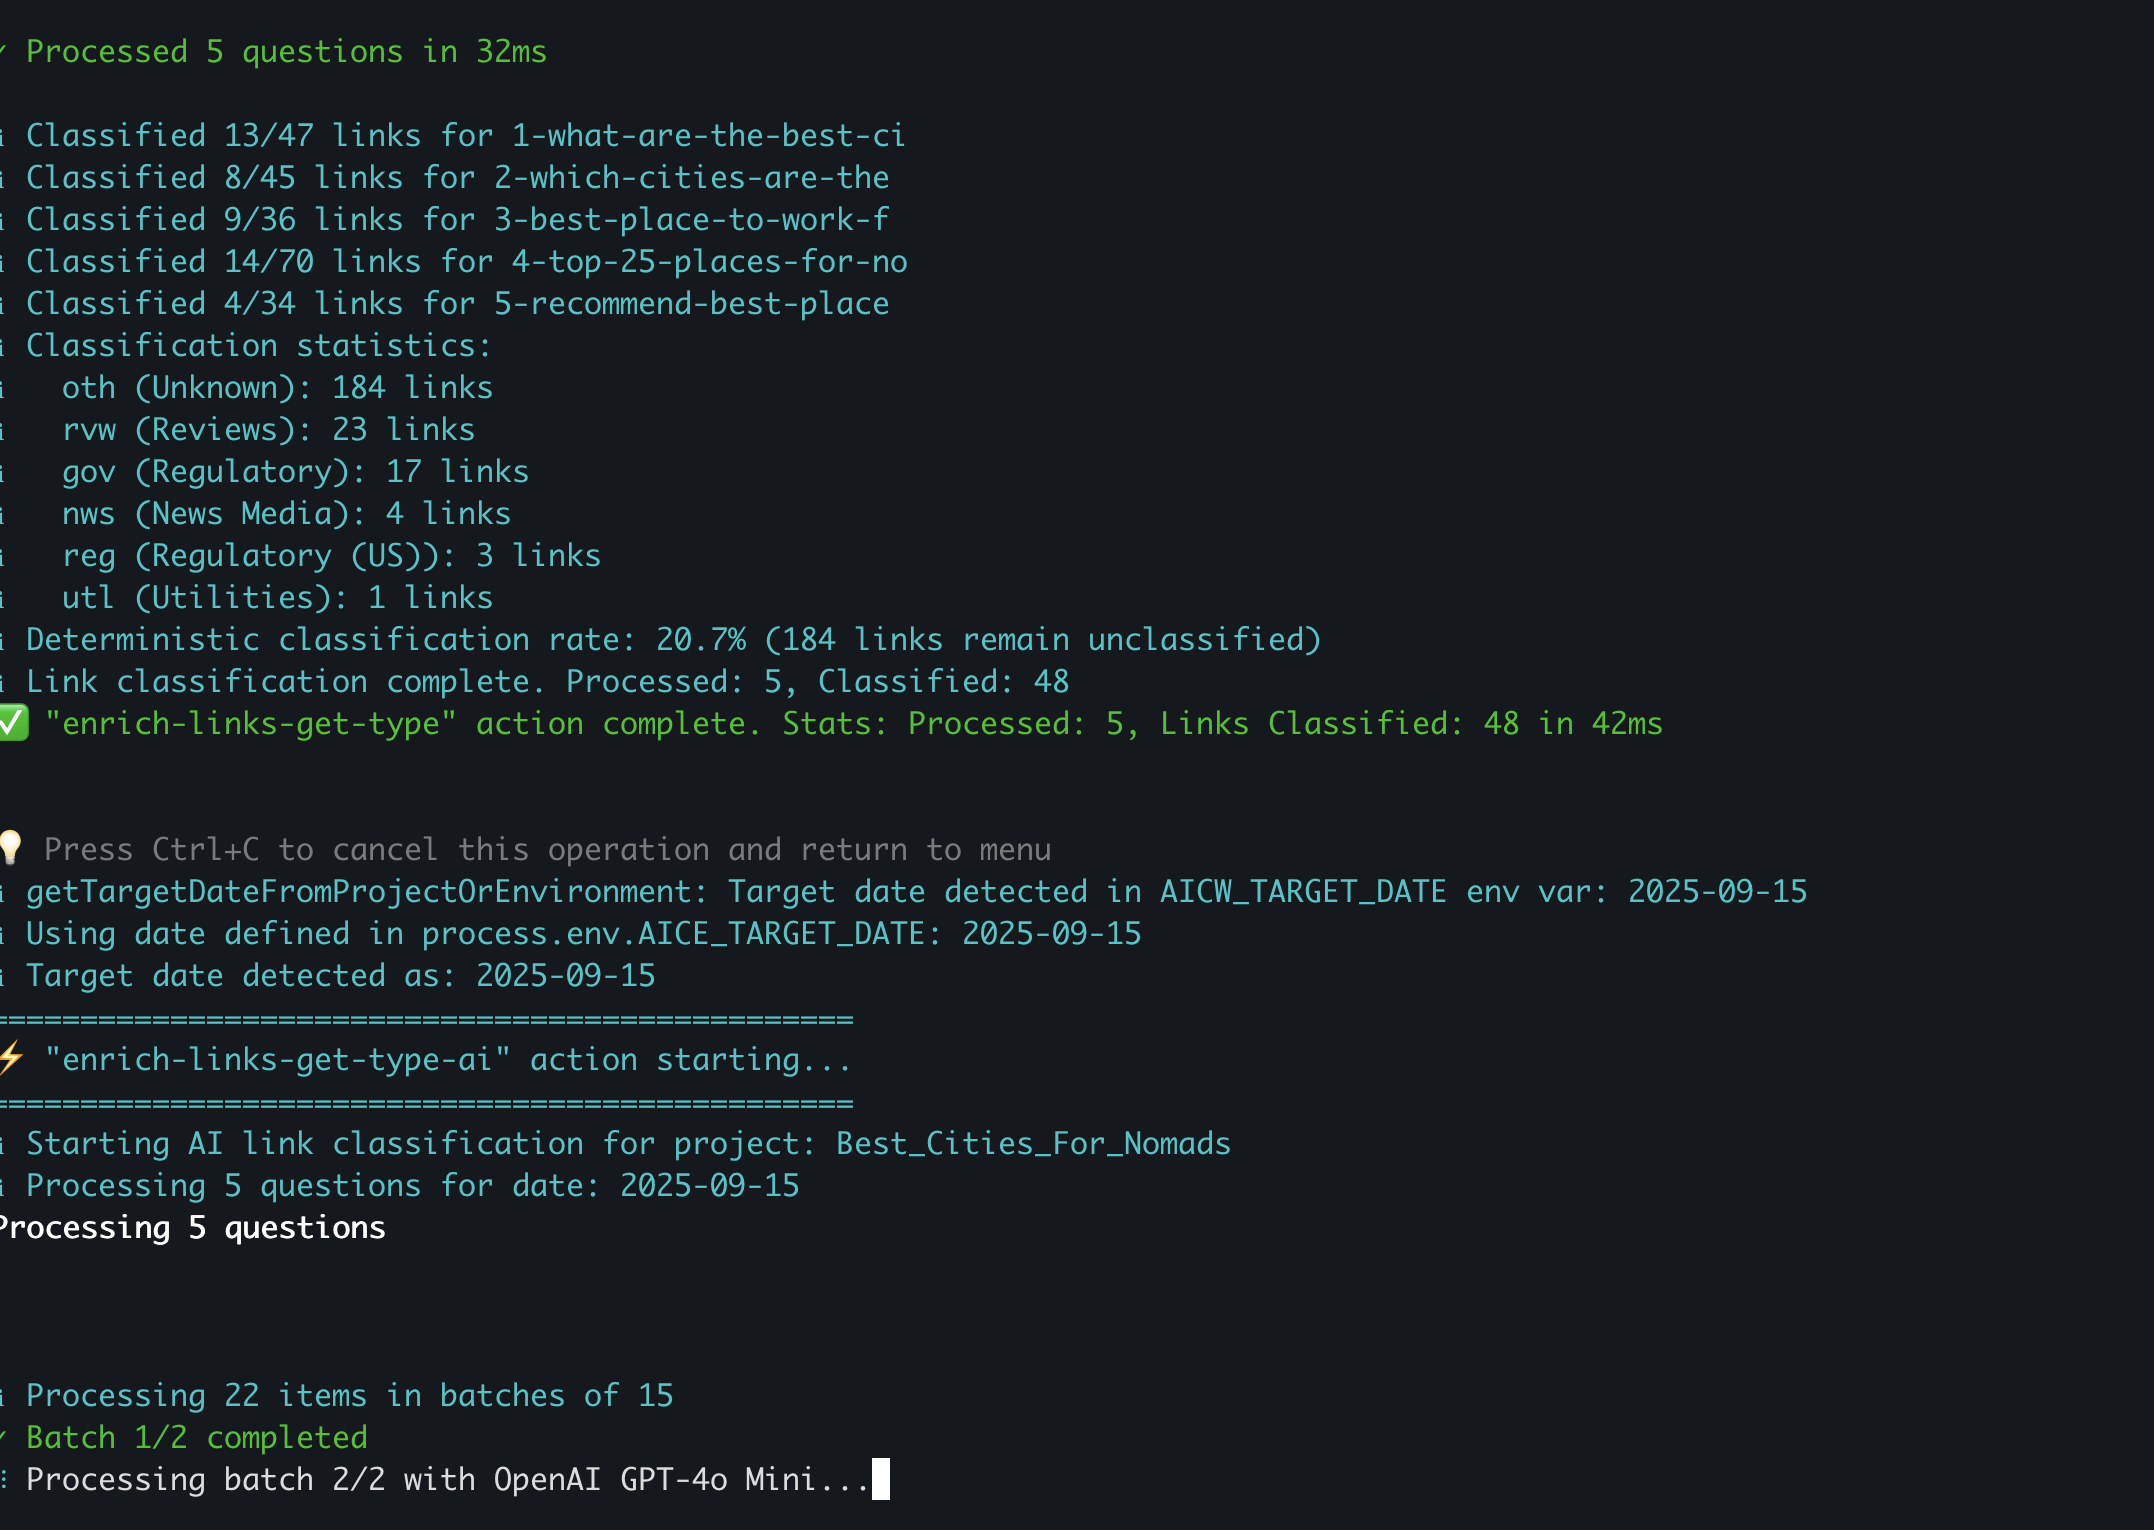 ✓ Processed 5 questions in 32ms
ℹ Classified 13/47 links for 1-what-are-the-best-ci
ℹ Classified 8/45 links for 2-which-cities-are-the
ℹ Classified 9/36 links for 3-best-place-to-work-f
ℹ Classified 14/70 links for 4-top-25-places-for-no
ℹ Classified 4/34 links for 5-recommend-best-place
ℹ Classification statistics:
ℹ   oth (Unknown): 184 links
ℹ   rvw (Reviews): 23 links
ℹ   gov (Regulatory): 17 links
ℹ   nws (News Media): 4 links
ℹ   reg (Regulatory (US)): 3 links
ℹ   utl (Utilities): 1 links
ℹ Deterministic classification rate: 20.7% (184 links remain unclassified)
ℹ Link classification complete. Processed: 5, Classified: 48
✅ "enrich-links-get-type" action complete. Stats: Processed: 5, Links Classified: 48 in 42ms
💡 Press Ctrl+C to cancel this operation and return to menu
ℹ getTargetDateFromProjectOrEnvironment: Target date detected in AICW_TARGET_DATE env var: 2025-09-15
ℹ Using date defined in process.env.AICE_TARGET_DATE: 2025-09-15
ℹ Target date detected as: 2025-09-15
================================================
⚡ "enrich-links-get-type-ai" action starting...
================================================
ℹ Starting AI link classification for project: Best_Cities_For_Nomads
ℹ Processing 5 questions for date: 2025-09-15
Processing 5 questions
ℹ Processing 22 items in batches of 15
✓ Batch 1/2 completed
⠸ Processing batch 2/2 with OpenAI GPT-4o Mini...